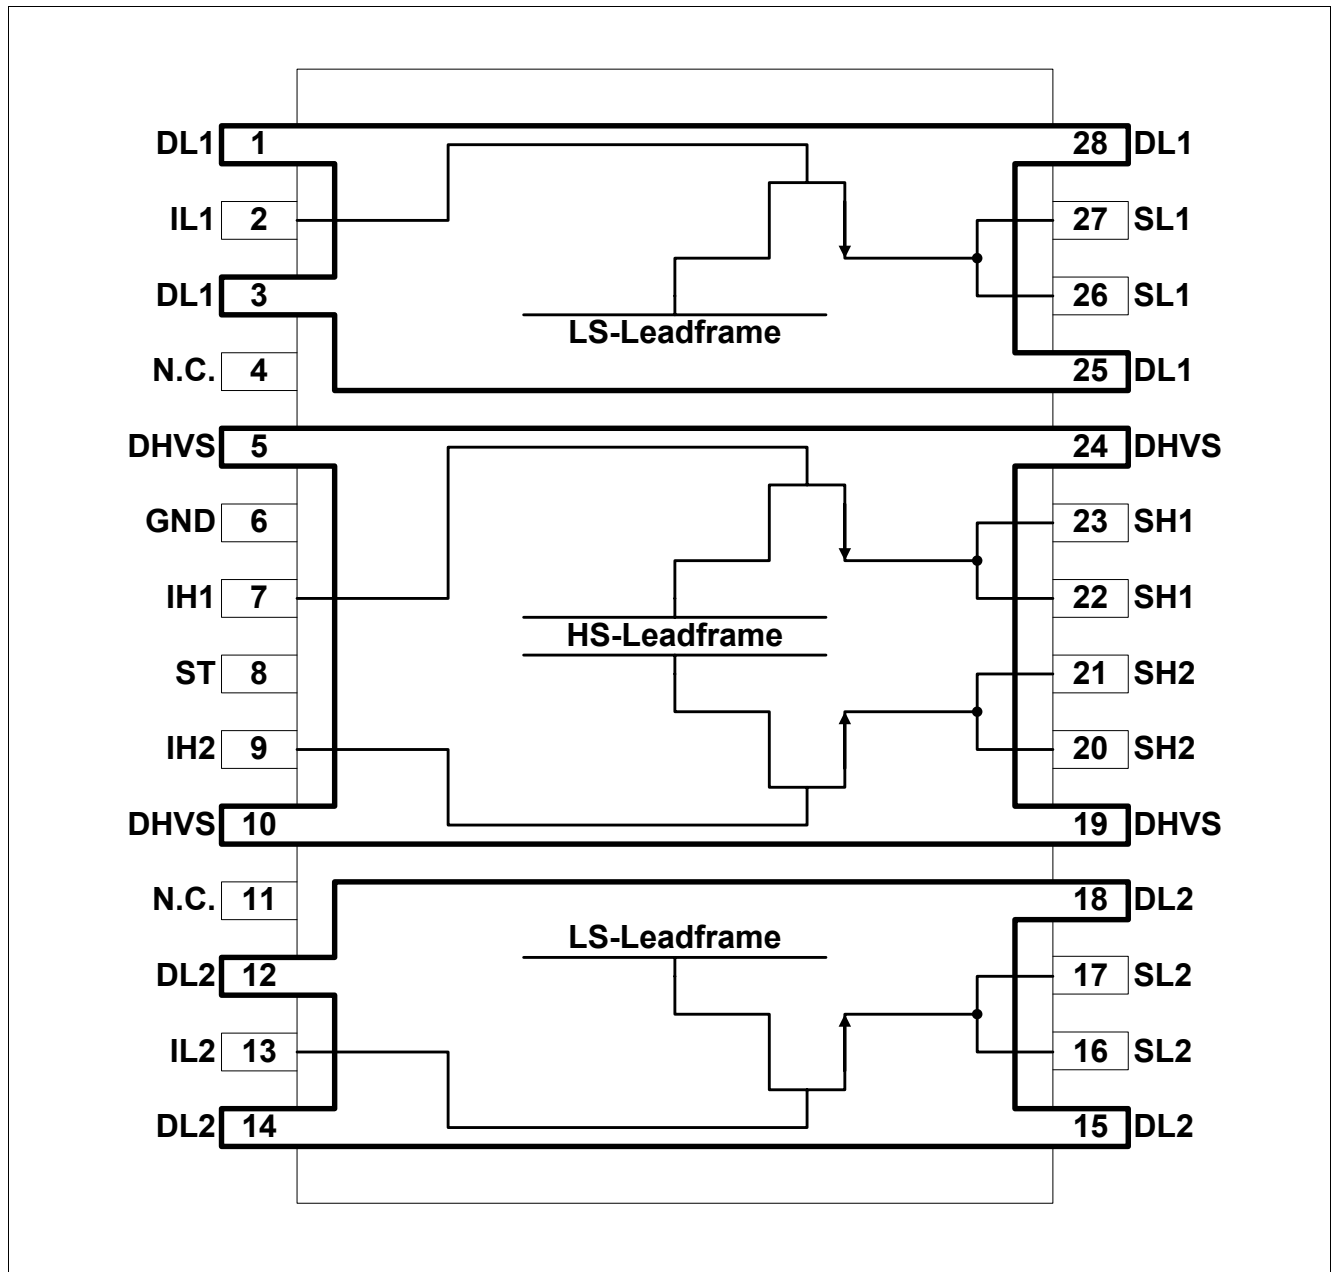 DL1 1 28 DL1
IL1 2 27 SL1
DL1 3 26 SL1
LS-Leadframe
N.C. 4 25 DL1
DHVS 5 24 DHVS
GND 6 23 SH1
IH1 7 22 SH1
HS-Leadframe
ST 8 21 SH2
IH2 9 20 SH2
DHVS 10 19 DHVS
N.C. 11 18 DL2
LS-Leadframe
DL2 12 17 SL2
IL2 13 16 SL2
DL2 14 15 DL2